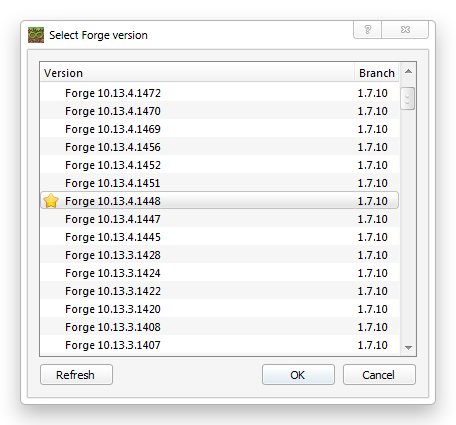 Select Forge version
?
Version Branch
Forge 10.13.4.1472 1.7.10
Forge 10.13.4.1470 1.7.10
Forge 10.13.4.1469 1.7.10
Forge 10.13.4.1456 1.7.10
Forge 10.13.4.1452 1.7.10
Forge 10.13.4.1451 1.7.10
Forge 10.13.4.1448 1.7.10
Forge 10.13.4.1447 1.7.10
Forge 10.13.4.1445 1.7.10
Forge 10.13.3.1428 1.7.10
Forge 10.13.3.1424 1.7.10
Forge 10.13.3.1422 1.7.10
Forge 10.13.3.1420 1.7.10
Forge 10.13.3.1408 1.7.10
Forge 10.13.3.1407 1.7.10
Refresh OK Cancel